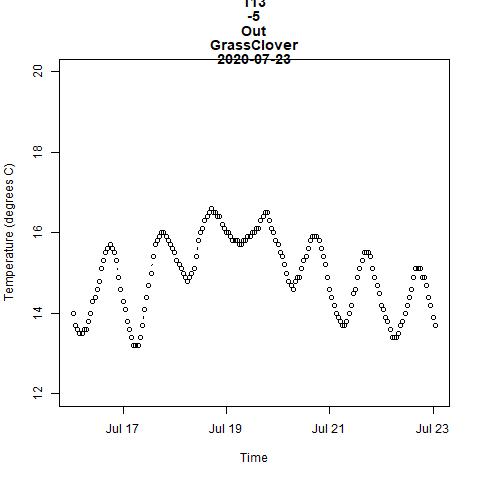 113
-5
Out
GrassClover
2020-07-23
Temperature (degrees C)
20
18
16
14
12
Jul 17
Jul 19
Jul 21
Jul 23
Time